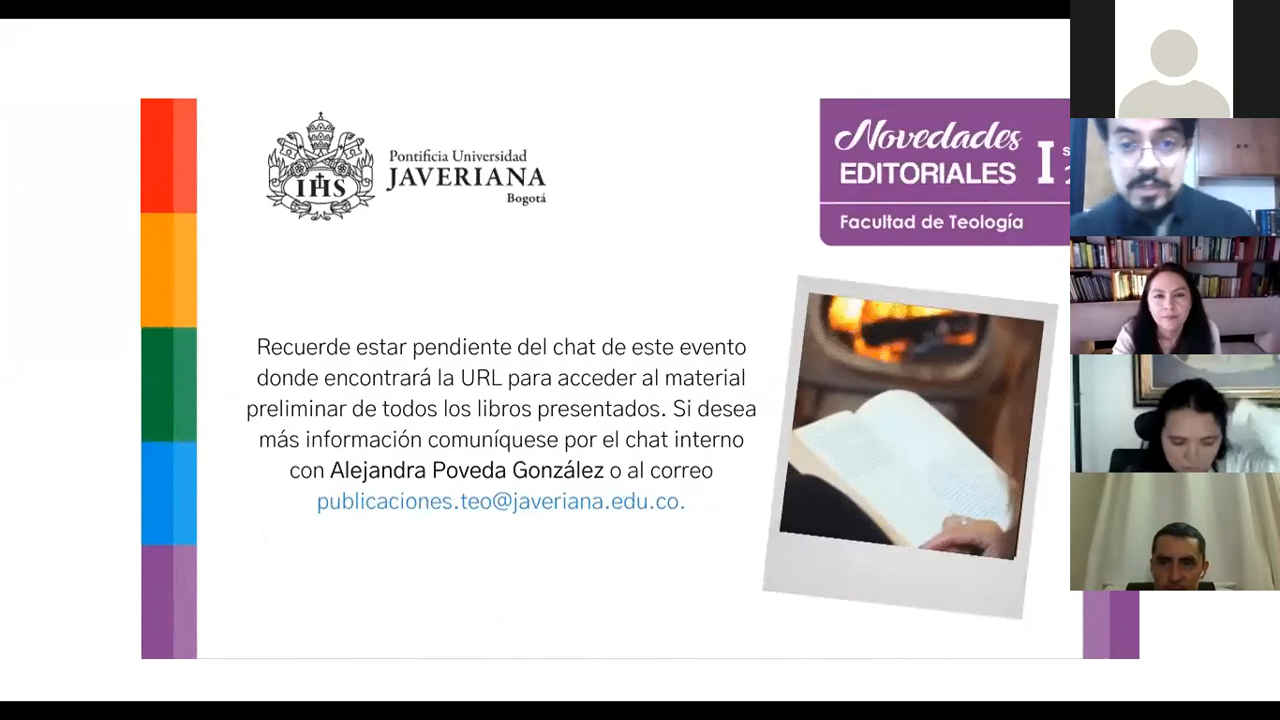 IHS
Pontificia Universidad
JAVERIANA
Bogotá
Novedades
EDITORIALES
I
Facultad de Teología
Recuerde estar pendiente del chat de este evento
donde encontrará la URL para acceder al material
preliminar de todos los libros presentados. Si desea
más información comuníquese por el chat interno
con Alejandra Poveda González o al correo
publicaciones.teo@javeriana.edu.co.